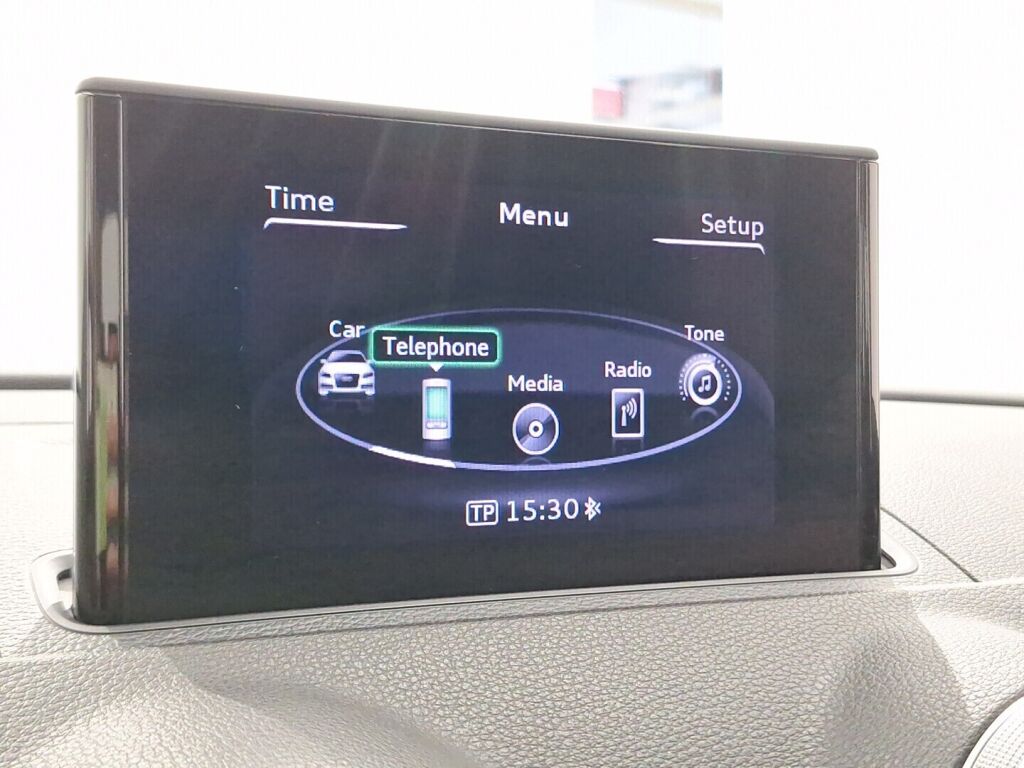 Time
Menu
Setup
Car
Telephone
Media
Radio
Tone
TP 15:30